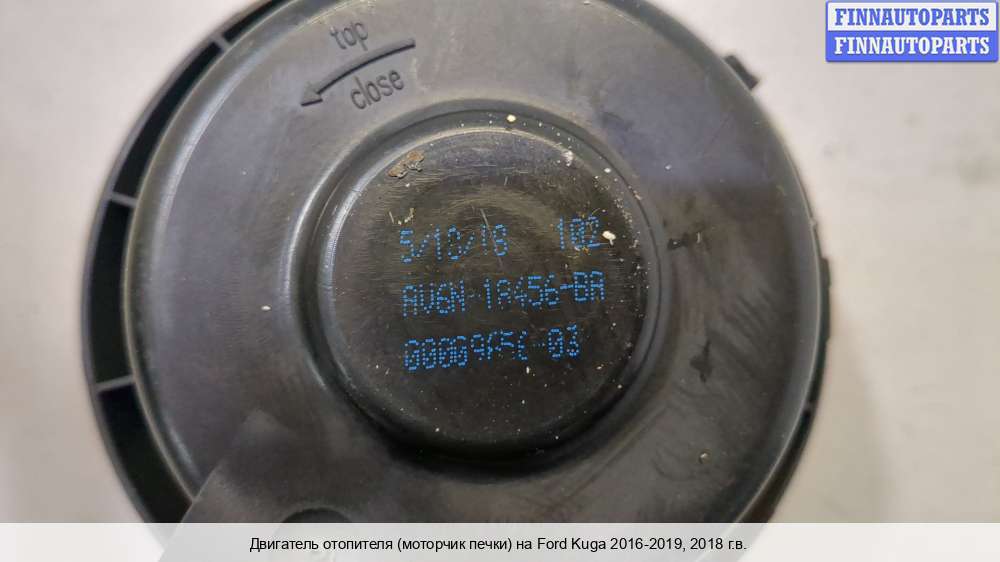 FINNAUTOPARTS
FINNAUTOPARTS
top
close
5/10/18 102
AV6N-18456-BA
Двигатель отопителя (моторчик печки) на Ford Kuga 2016-2019, 2018 г.в.